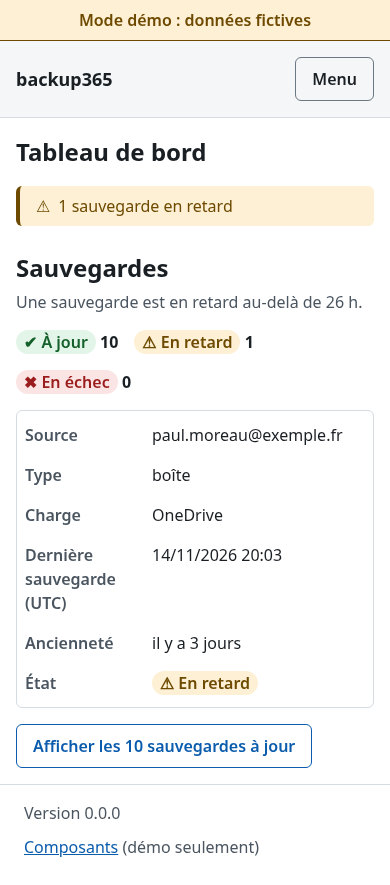 Mode démo : données fictives
backup365
Menu
Tableau de bord
⚠ 1 sauvegarde en retard
Sauvegardes
Une sauvegarde est en retard au-delà de 26 h.
✔ À jour 10 ⚠ En retard 1
✖ En échec 0
Source paul.moreau@exemple.fr
Type boîte
Charge OneDrive
Dernière sauvegarde (UTC) 14/11/2026 20:03
Ancienneté il y a 3 jours
État ⚠ En retard
Afficher les 10 sauvegardes à jour
Version 0.0.0
Composants (démo seulement)